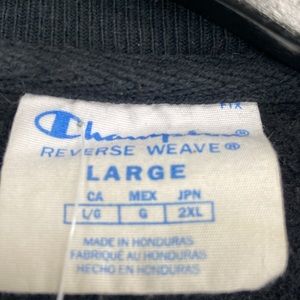 Champion
REVERSE WEAVE®
LARGE
CA MEX JPN
L/G G 2XL
MADE IN HONDURAS
FABRIQUÉ AU HONDURAS
HECHO EN HONDURAS